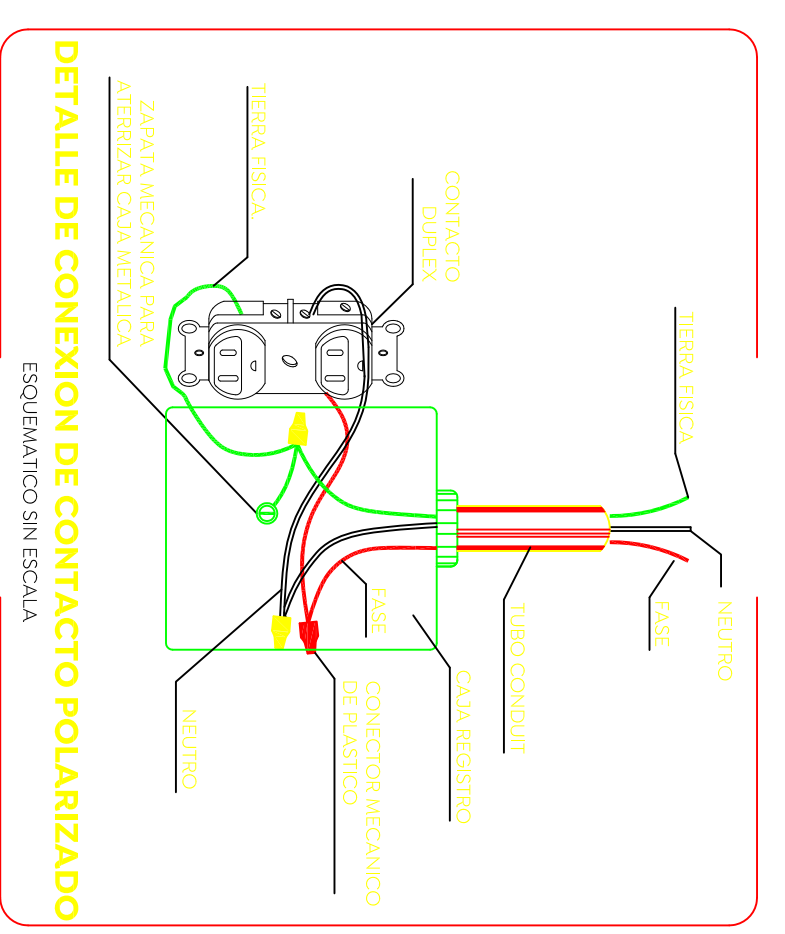 TIERRA FISICA
NEUTRO
FASE
TUBO CONDUIT
CONTACTO
DUPLEX
CAJA REGISTRO
FASE
CONECTOR MECANICO
DE PLASTICO
TIERRA FISICA
NEUTRO
ZAPATA MECANICA PARA
ATERRIZAR CAJA METALICA
DETALLE DE CONEXION DE CONTACTO POLARIZADO
ESQUEMATICO SIN ESCALA